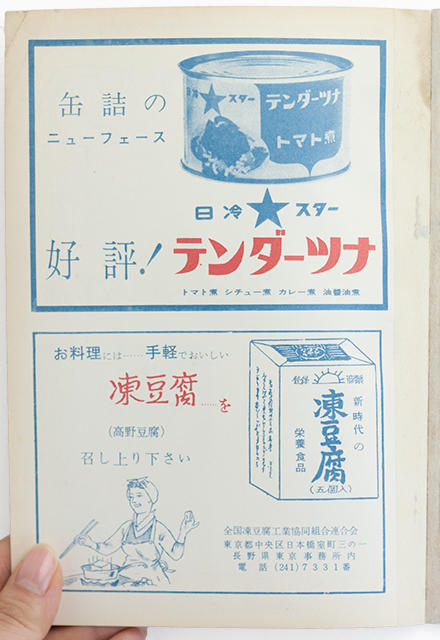 缶詰の
ニューフェース
日冷★スター テンダーツナ
トマト煮
日冷★スター
好評!テンダーツナ
トマト煮 シチュー煮 カレー煮 油醤油煮
お料理には……手軽でおいしい
凍豆腐……を
(高野豆腐)
召し上り下さい
新時代の
凍豆腐
栄養食品
(五個入)
全国凍豆腐工業協同組合連合会
東京都中央区日本橋室町三の一
長野県東京事務所内
電話(241)7331番